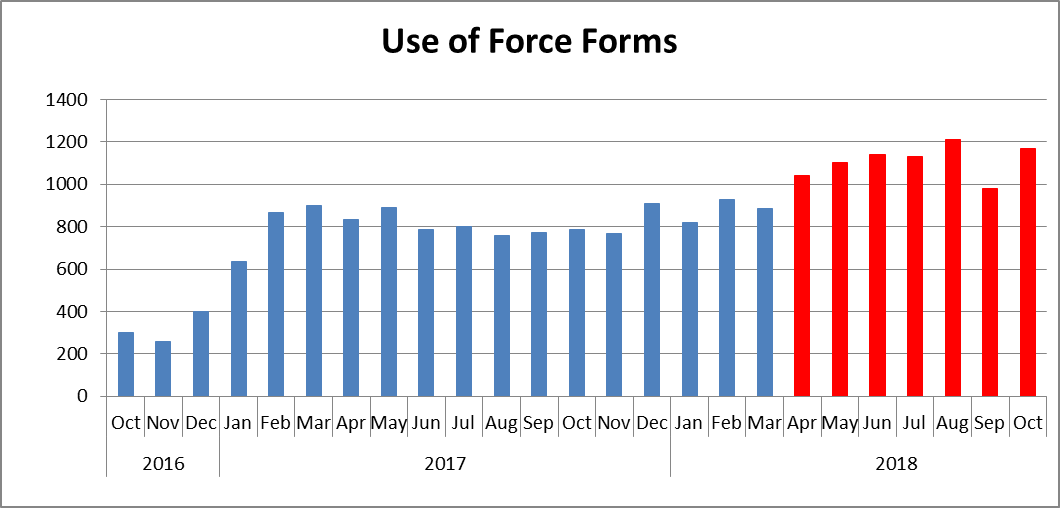 Use of Force Forms
1400
1200
1000
800
600
400
200
0
Oct Nov Dec Jan Feb Mar Apr May Jun Jul Aug Sep Oct Nov Dec Jan Feb Mar Apr May Jun Jul Aug Sep Oct
2016 2017 2018